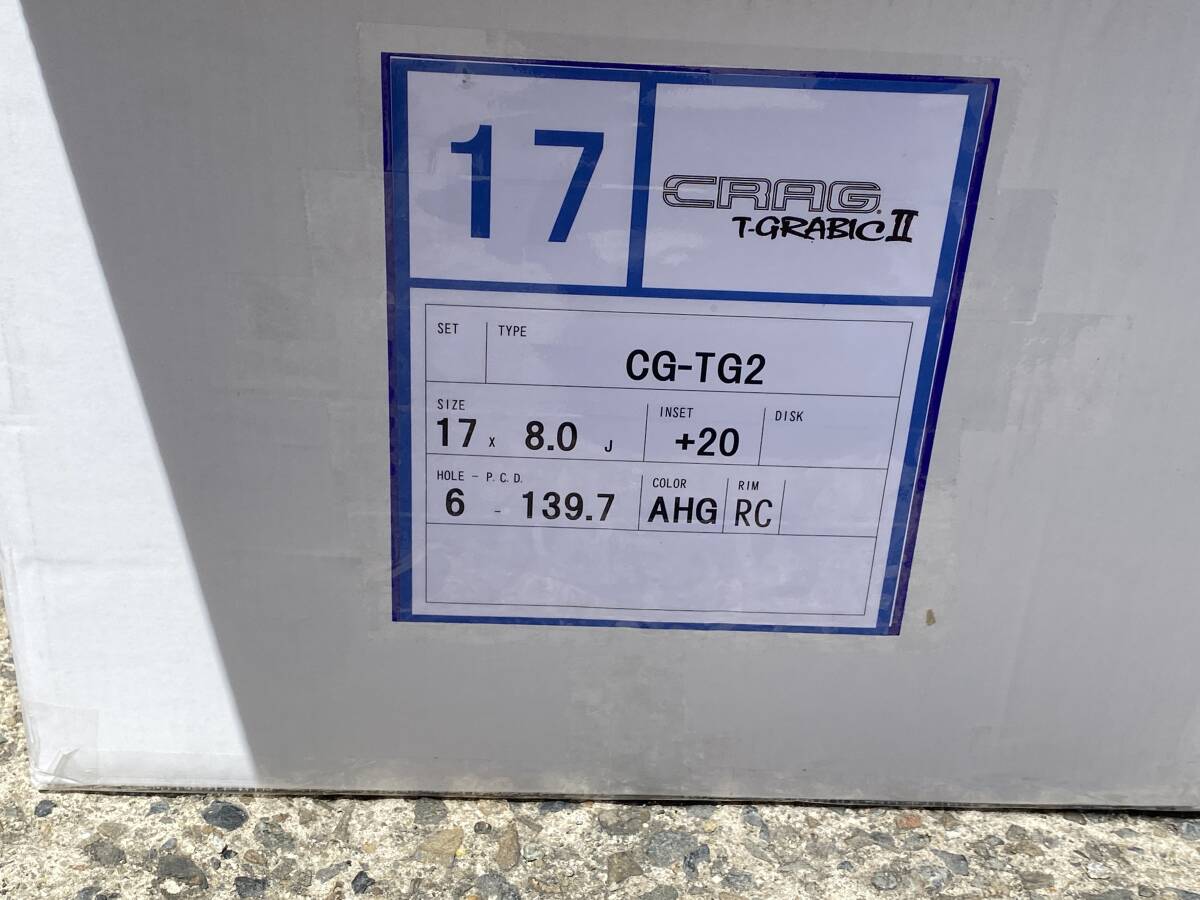 17
CRAG
T-GRABIC II
SET TYPE
CG-TG2
SIZE INSET DISK
17 x 8.0 J +20
HOLE - P.C.D. COLOR RIM
6 - 139.7 AHG RC